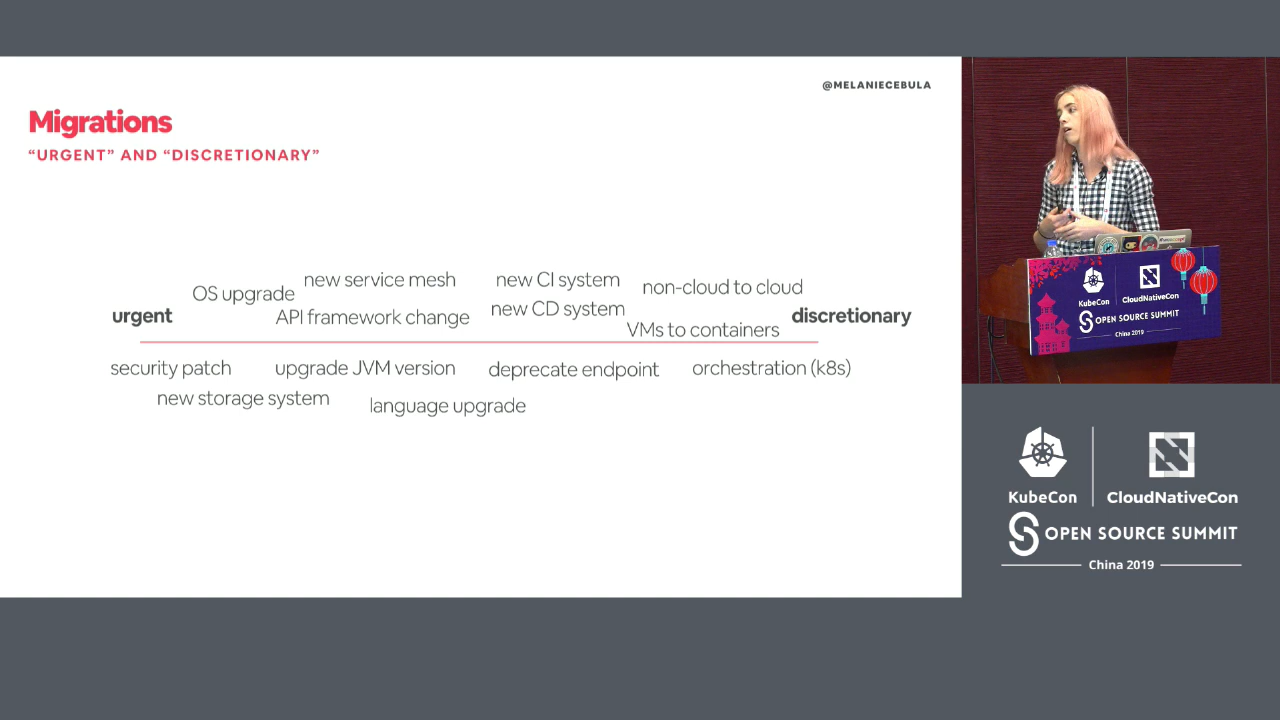 @MELANIECEBULA
Migrations
“URGENT” AND “DISCRETIONARY”
OS upgrade
new service mesh
new CI system
non-cloud to cloud
urgent
API framework change
new CD system
VMs to containers
discretionary
security patch
upgrade JVM version
deprecate endpoint
orchestration (k8s)
new storage system
language upgrade
KubeCon
CloudNativeCon
OPEN SOURCE SUMMIT
China 2019
KubeCon
CloudNativeCon
OPEN SOURCE SUMMIT
China 2019